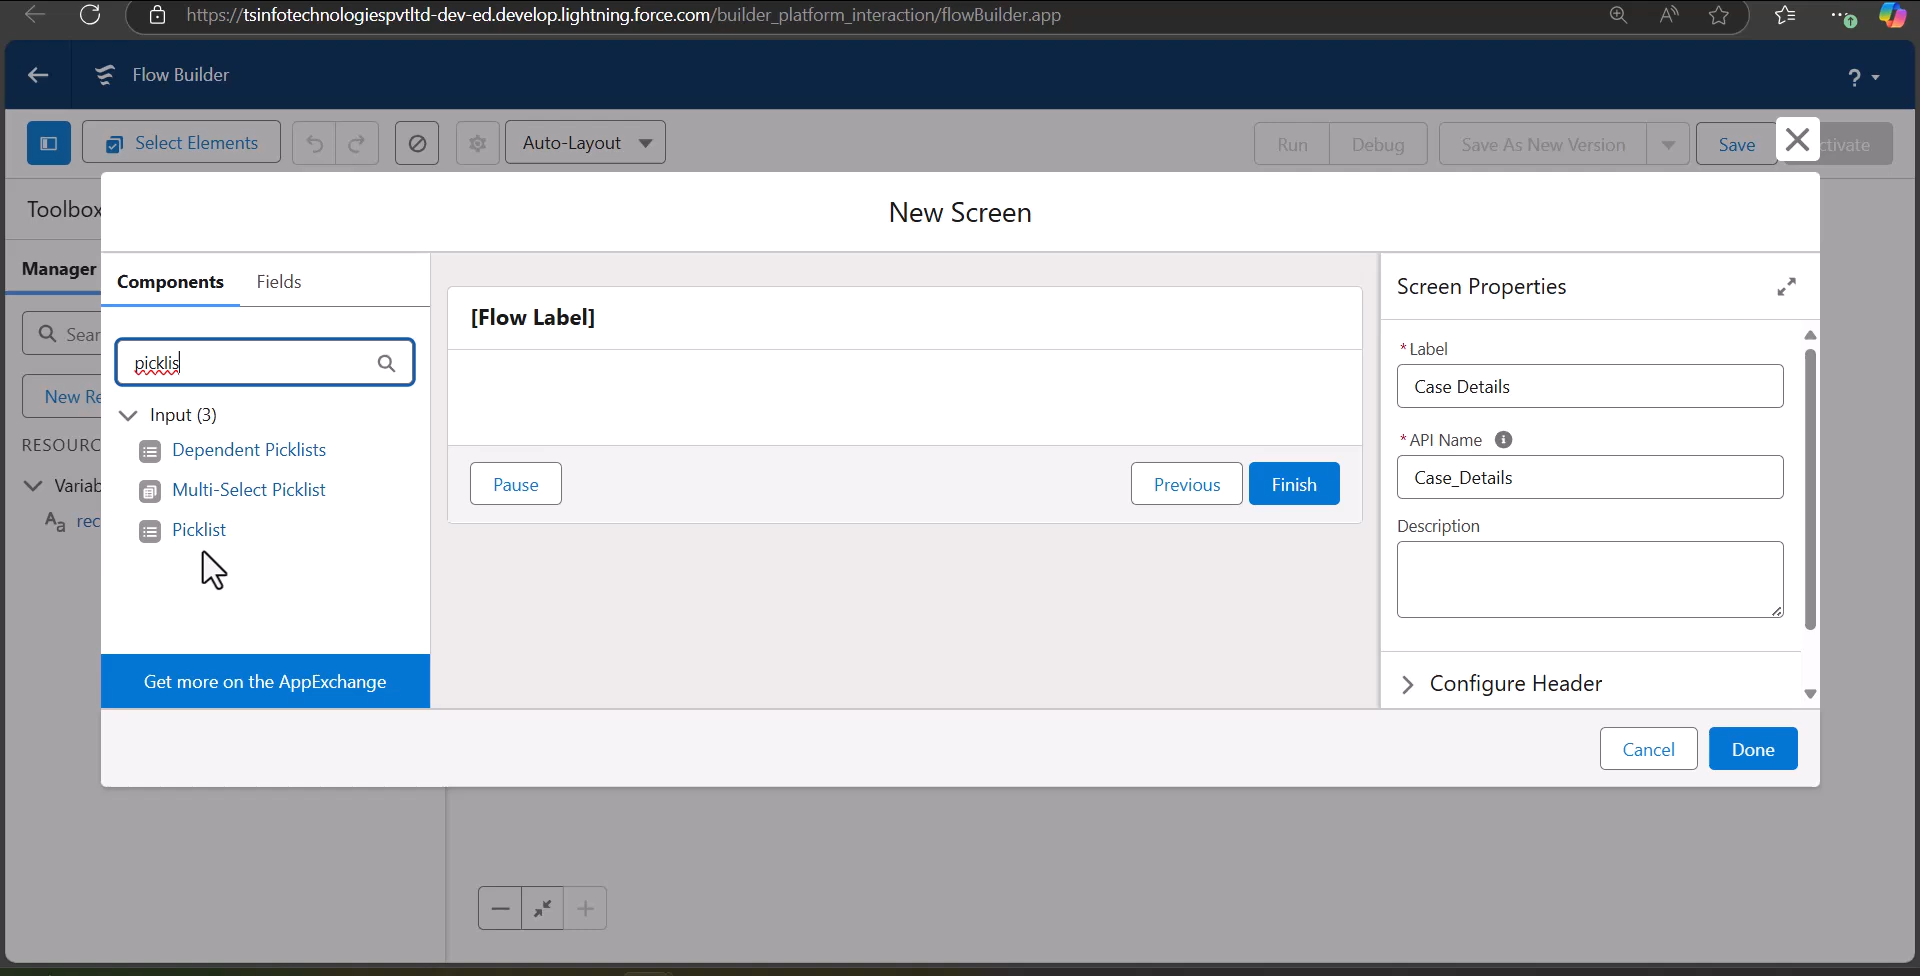 https://tsinfotechnologiespvtltd-dev-ed.develop.lightning.force.com/builder_platform_interaction/flowBuilder.app
Flow Builder
?
Select Elements
Auto-Layout
Run
Debug
Save As New Version
Save
ctivate
Toolbox
New Screen
Manager
Components
Fields
Sear
picklis
New Re
Input (3)
RESOURC
Dependent Picklists
Variab
Multi-Select Picklist
rec
Picklist
Get more on the AppExchange
[Flow Label]
Pause
Previous
Finish
Screen Properties
* Label
Case Details
* API Name
Case_Details
Description
Configure Header
Cancel
Done